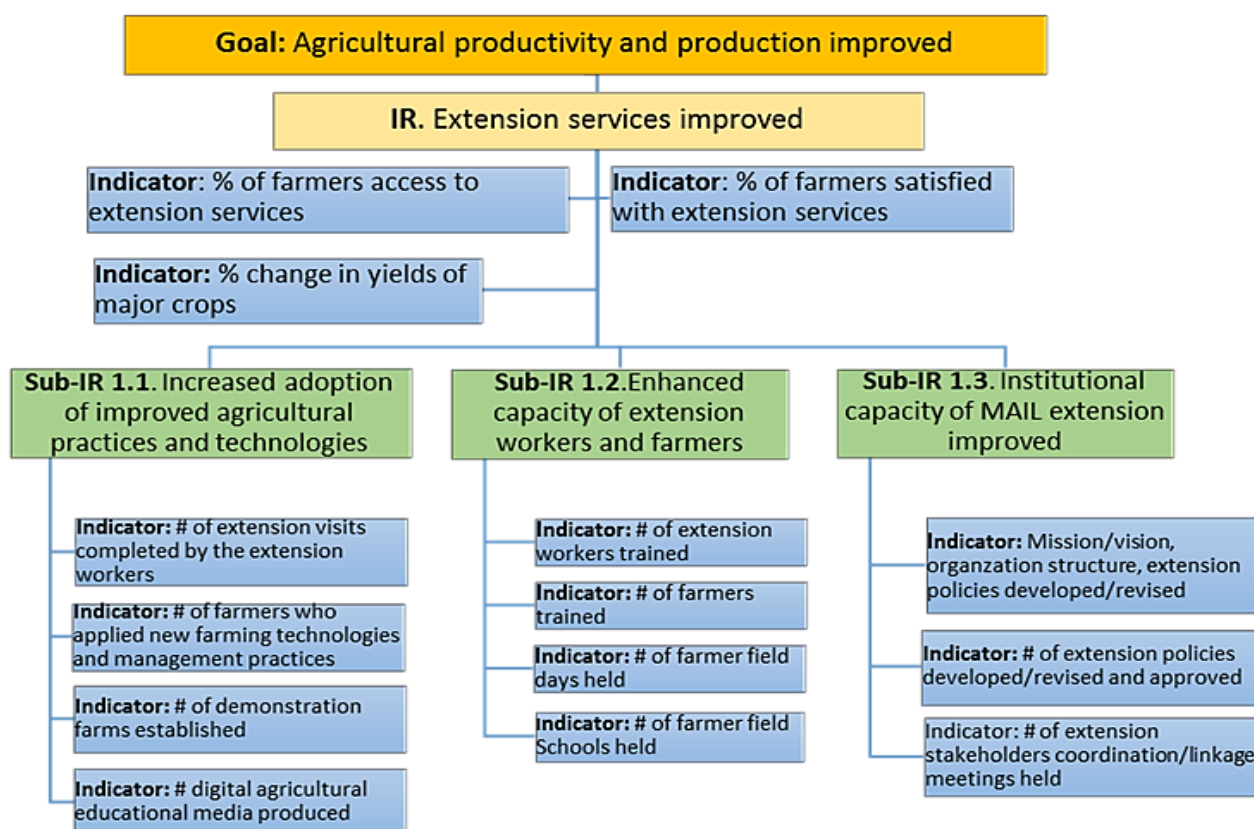 Goal: Agricultural productivity and production improved
IR. Extension services improved
Indicator: % of farmers access to
extension services
Indicator: % of farmers satisfied
with extension services
Indicator: % change in yields of
major crops
Sub-IR 1.1. Increased adoption
of improved agricultural
practices and technologies
Indicator: # of extension visits
completed by the extension
workers
Indicator: # of farmers who
applied new farming technologies
and management practices
Indicator: # of demonstration
farms established
Indicator: # digital agricultural
educational media produced
Sub-IR 1.2.Enhanced
capacity of extension
workers and farmers
Indicator: # of extension
workers trained
Indicator: # of farmers
trained
Indicator: # of farmer field
days held
Indicator: # of farmer field
Schools held
Sub-IR 1.3. Institutional
capacity of MAIL extension
improved
Indicator: Mission/vision,
organzation structure, extension
policies developed/revised
Indicator: # of extension policies
developed/revised and approved
Indicator: # of extension
stakeholders coordination/linkage
meetings held